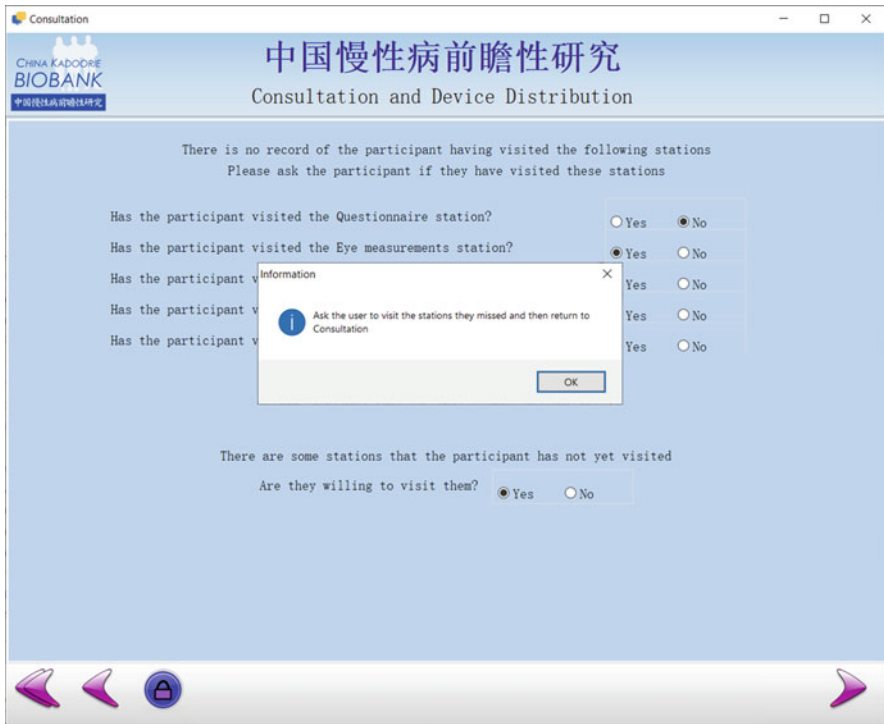 Consultation
CHINA KADOORIE
BIOBANK
中国慢性病前瞻性研究
中国慢性病前瞻性研究
Consultation and Device Distribution
There is no record of the participant having visited the following stations
Please ask the participant if they have visited these stations
Has the participant visited the Questionnaire station? Yes No
Has the participant visited the Eye measurements station? Yes No
Has the participant v Yes No
Has the participant v Yes No
Has the participant v Yes No
Information
Ask the user to visit the stations they missed and then return to
Consultation
OK
There are some stations that the participant has not yet visited
Are they willing to visit them? Yes No